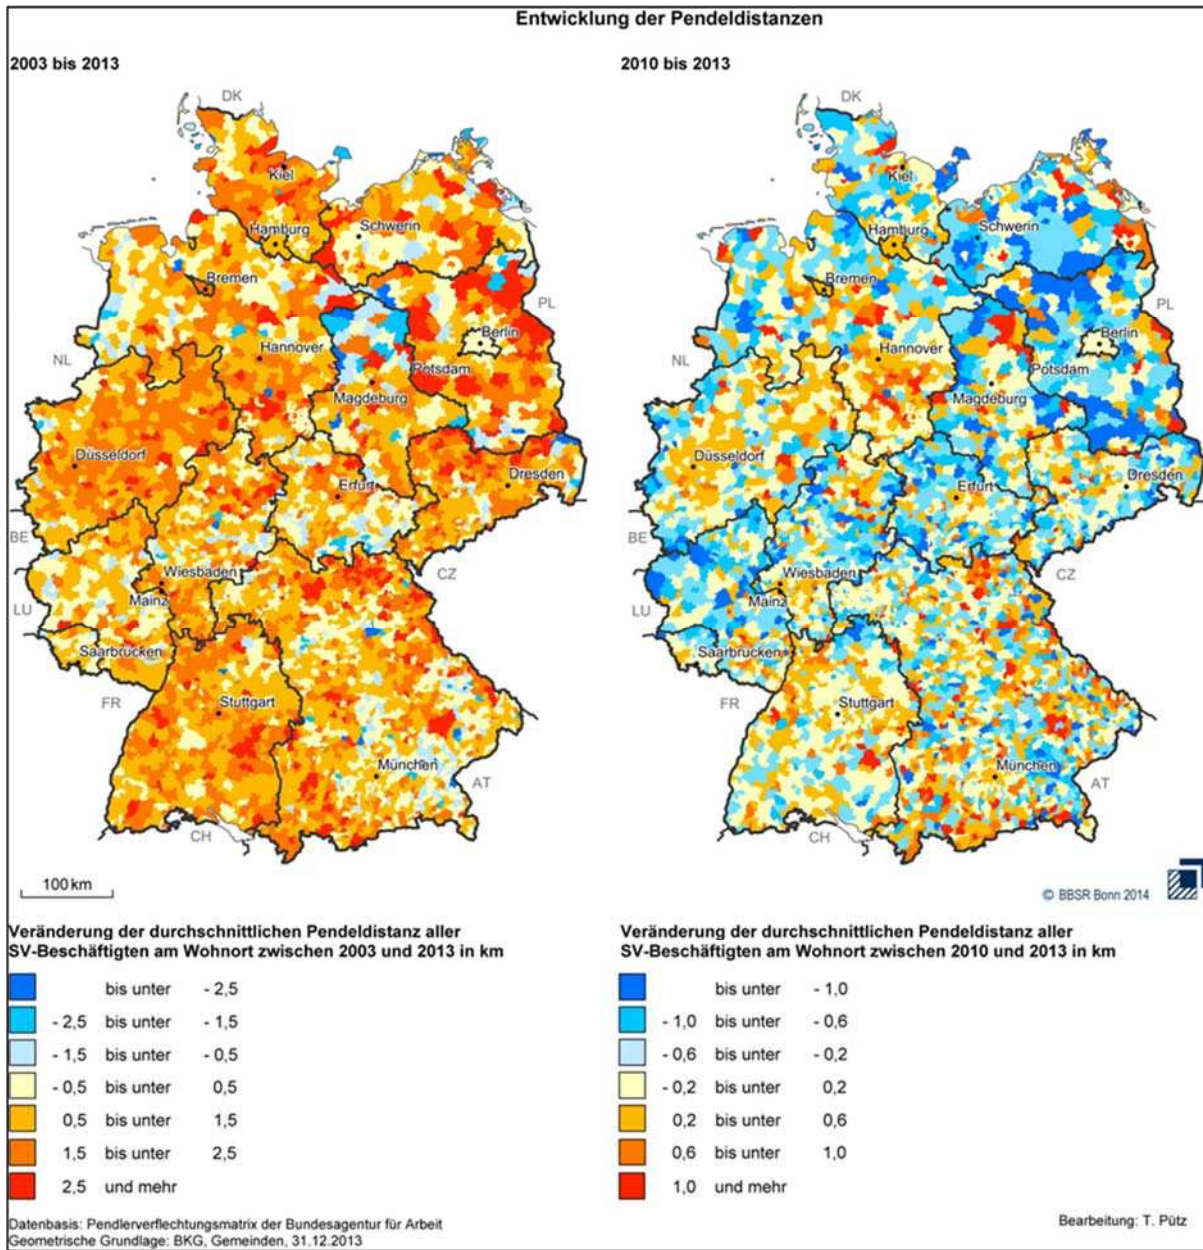 Entwicklung der Pendeldistanzen
2003 bis 2013
DK
Kiel
Hamburg
Schwerin
Bremen
PL
Berlin
NL
Hannover
Potsdam
Magdeburg
Düsseldorf
Dresden
Erfurt
BE
Wiesbaden
CZ
LU
Mainz
Saarbrücken
FR
Stuttgart
München
AT
CH
100 km
2010 bis 2013
DK
Kiel
Hamburg
Schwerin
Bremen
PL
Berlin
NL
Hannover
Potsdam
Magdeburg
Düsseldorf
Dresden
Erfurt
BE
Wiesbaden
CZ
LU
Mainz
Saarbrücken
FR
Stuttgart
München
AT
CH
© BBSR Bonn 2014
Veränderung der durchschnittlichen Pendeldistanz aller
SV-Beschäftigten am Wohnort zwischen 2003 und 2013 in km
bis unter - 2,5
- 2,5 bis unter - 1,5
- 1,5 bis unter - 0,5
- 0,5 bis unter 0,5
0,5 bis unter 1,5
1,5 bis unter 2,5
2,5 und mehr
Veränderung der durchschnittlichen Pendeldistanz aller
SV-Beschäftigten am Wohnort zwischen 2010 und 2013 in km
bis unter - 1,0
- 1,0 bis unter - 0,6
- 0,6 bis unter - 0,2
- 0,2 bis unter 0,2
0,2 bis unter 0,6
0,6 bis unter 1,0
1,0 und mehr
Datenbasis: Pendlerverflechtungsmatrix der Bundesagentur für Arbeit
Geometrische Grundlage: BKG, Gemeinden, 31.12.2013
Bearbeitung: T. Pütz